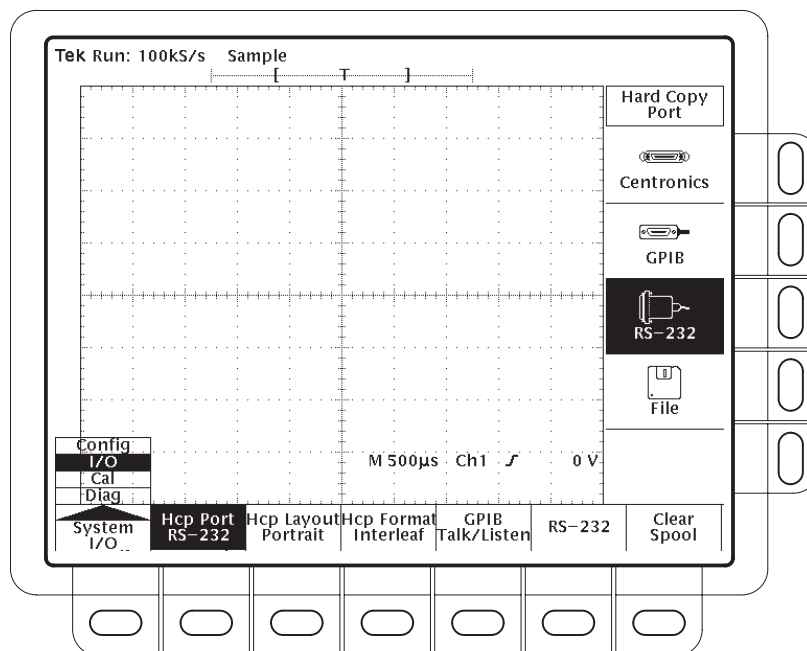 Tek Run: 100kS/s Sample
[ T ]
Hard Copy
Port
Centronics
GPIB
RS-232
File
M 500µs Ch1 0 V
Config
I/O
Cal
Diag
System
I/O
Hcp Port
RS-232
Hcp Layout
Portrait
Hcp Format
Interleaf
GPIB
Talk/Listen
RS-232
Clear
Spool